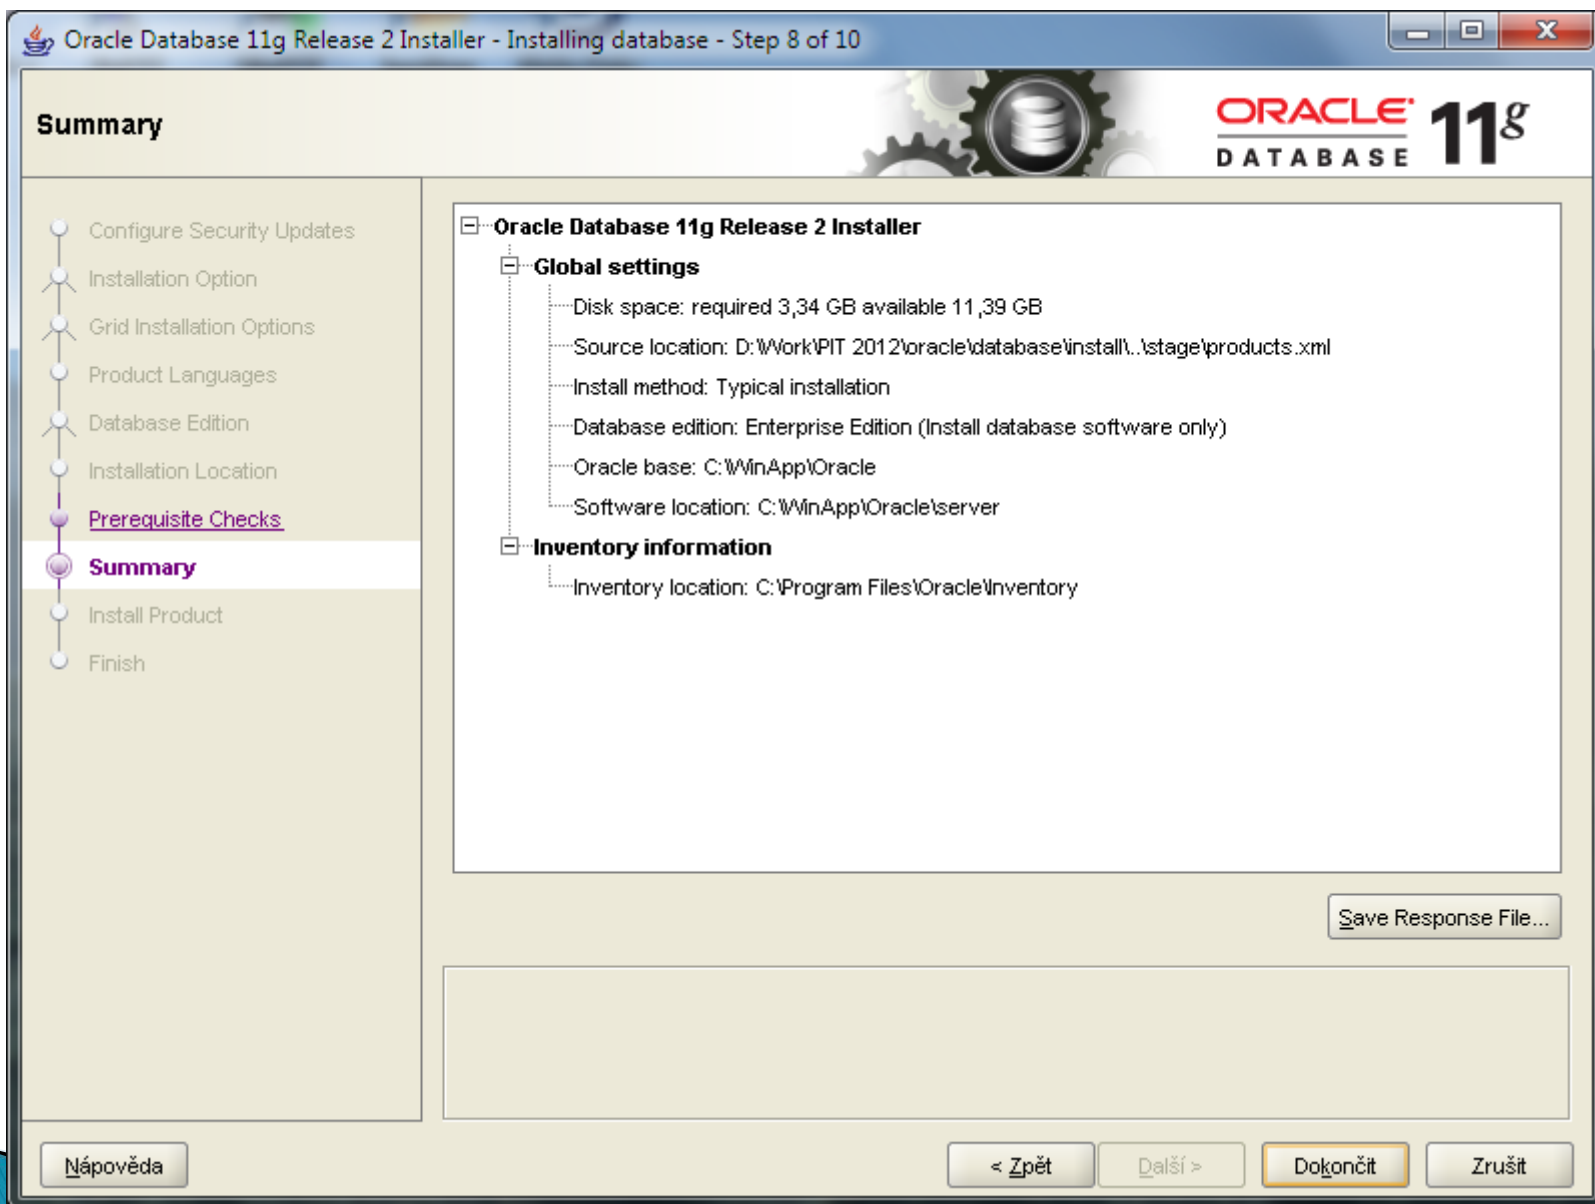 Oracle Database 11g Release 2 Installer - Installing database - Step 8 of 10
Summary
ORACLE DATABASE 11g
Configure Security Updates
Installation Option
Grid Installation Options
Product Languages
Database Edition
Installation Location
Prerequisite Checks
Summary
Install Product
Finish
Oracle Database 11g Release 2 Installer
Global settings
Disk space: required 3,34 GB available 11,39 GB
Source location: D:\Work\PIT 2012\oracle\database\install\..\stage\products.xml
Install method: Typical installation
Database edition: Enterprise Edition (Install database software only)
Oracle base: C:\WinApp\Oracle
Software location: C:\WinApp\Oracle\server
Inventory information
Inventory location: C:\Program Files\Oracle\Inventory
Save Response File...
Nápověda
< Zpět
Další >
Dokončit
Zrušit